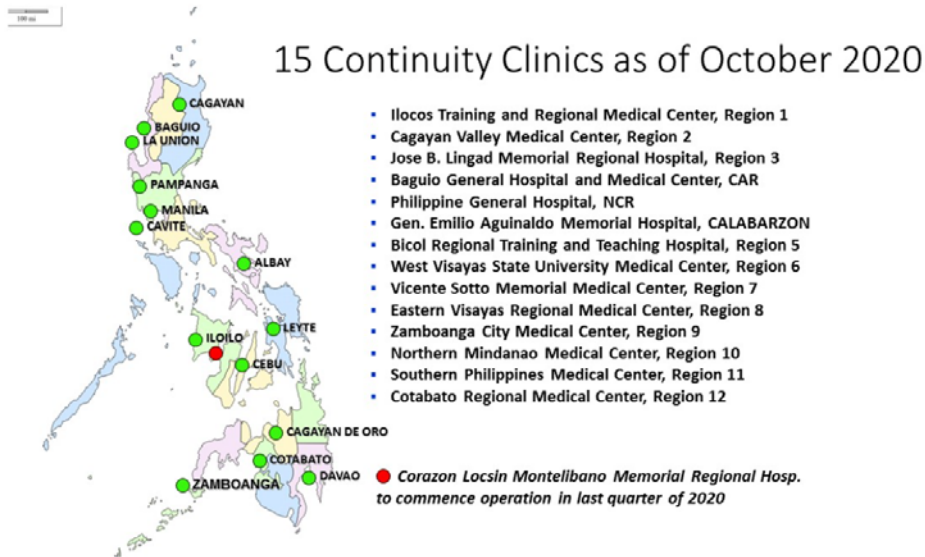 100 mi
15 Continuity Clinics as of October 2020
CAGAYAN
BAGUIO
LA UNION
PAMPANGA
MANILA
CAVITE
ALBAY
LEYTE
ILOILO
CEBU
CAGAYAN DE ORO
COTABATO
DAVAO
ZAMBOANGA
▪ Ilocos Training and Regional Medical Center, Region 1
▪ Cagayan Valley Medical Center, Region 2
▪ Jose B. Lingad Memorial Regional Hospital, Region 3
▪ Baguio General Hospital and Medical Center, CAR
▪ Philippine General Hospital, NCR
▪ Gen. Emilio Aguinaldo Memorial Hospital, CALABARZON
▪ Bicol Regional Training and Teaching Hospital, Region 5
▪ West Visayas State University Medical Center, Region 6
▪ Vicente Sotto Memorial Medical Center, Region 7
▪ Eastern Visayas Regional Medical Center, Region 8
▪ Zamboanga City Medical Center, Region 9
▪ Northern Mindanao Medical Center, Region 10
▪ Southern Philippines Medical Center, Region 11
▪ Cotabato Regional Medical Center, Region 12
Corazon Locsin Montelibano Memorial Regional Hosp.
to commence operation in last quarter of 2020